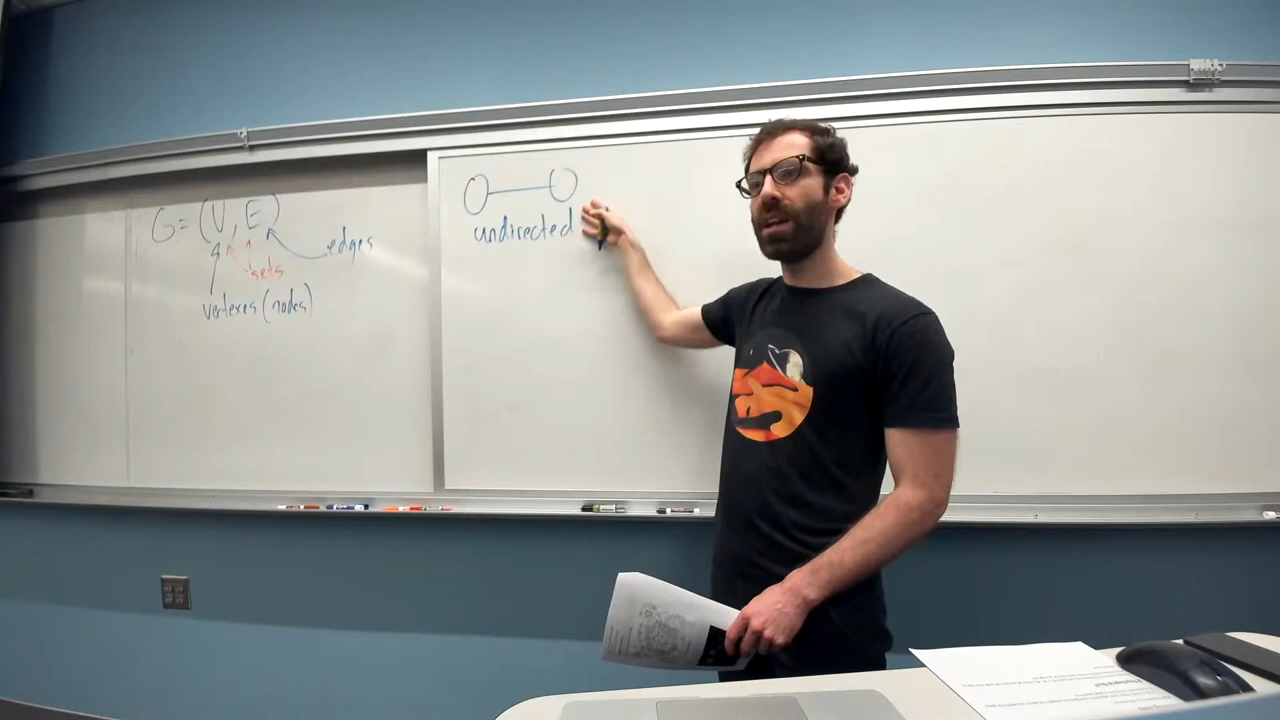 G = (V, E)
edges
sets
vertexes (nodes)
undirected